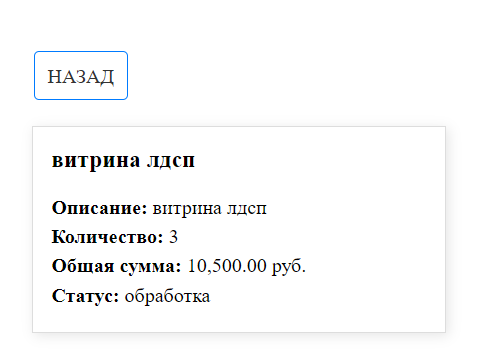 НАЗАД
витрина лдсп
Описание: витрина лдсп
Количество: 3
Общая сумма: 10,500.00 руб.
Статус: обработка